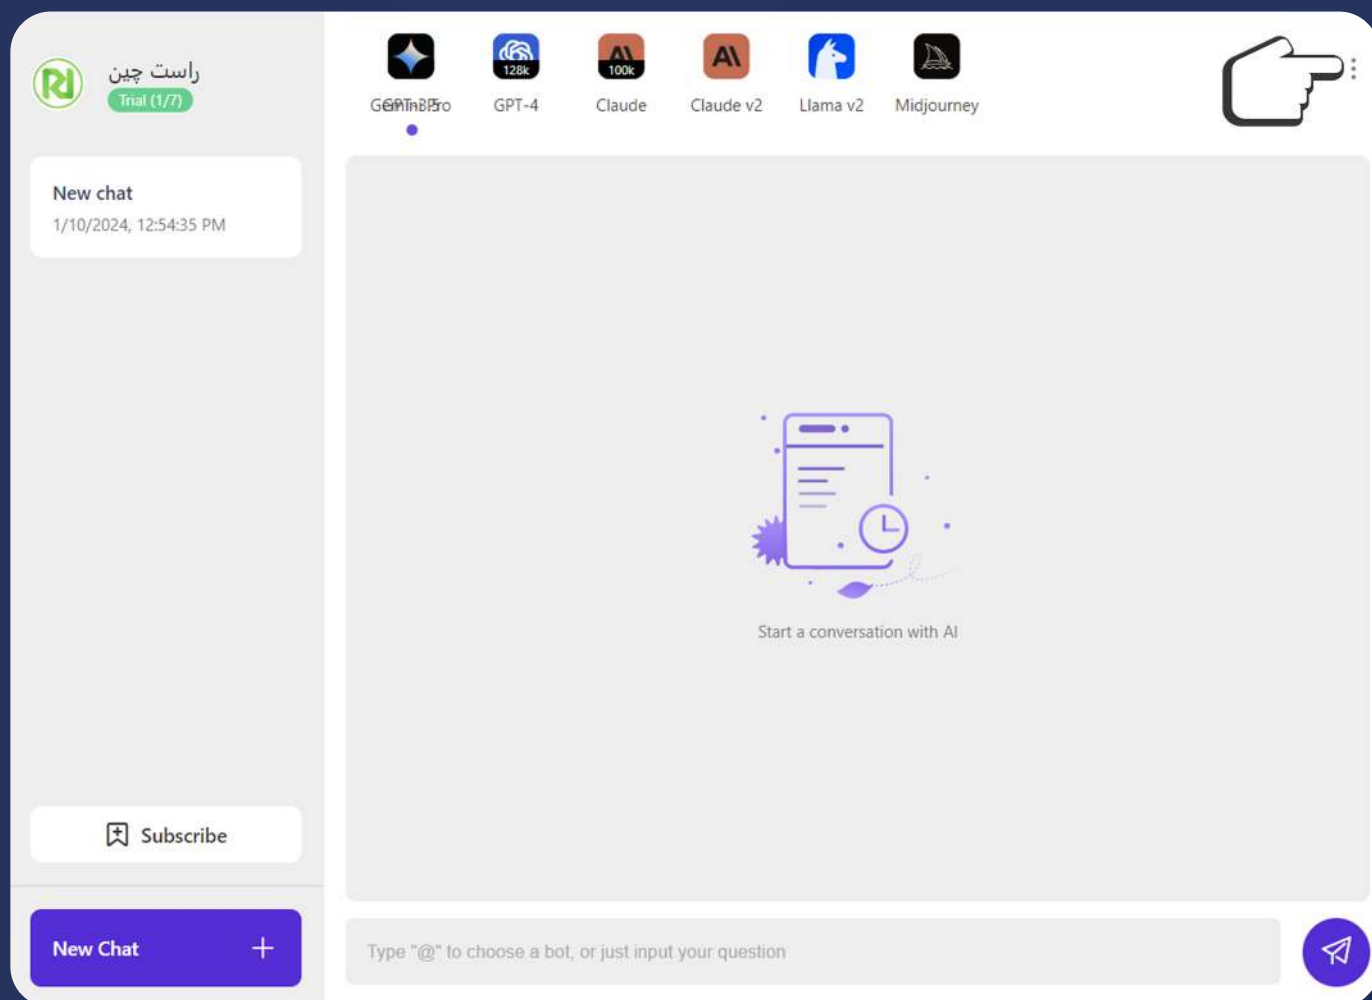 راست چین
Trial (1/7)
New chat
1/10/2024, 12:54:35 PM
Subscribe
New Chat
128k
100k
GPT-4
Claude
Claude v2
Llama v2
Midjourney
Start a conversation with AI
Type "@" to choose a bot, or just input your question